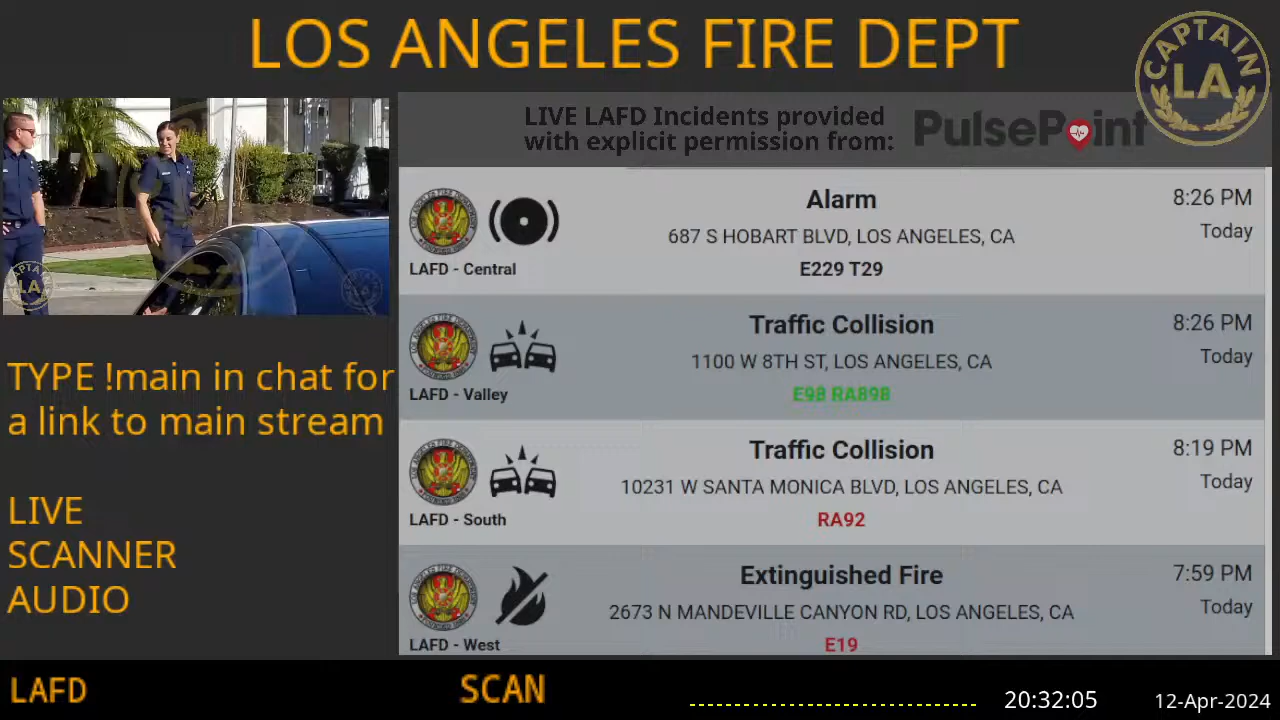 LOS ANGELES FIRE DEPT
CAPTAIN
LA
LIVE LAFD Incidents provided
with explicit permission from:
PulsePoint
Alarm
8:26 PM
687 S HOBART BLVD, LOS ANGELES, CA
Today
LAFD - Central
E229 T29
Traffic Collision
8:26 PM
1100 W 8TH ST, LOS ANGELES, CA
Today
LAFD - Valley
E98 RA898
Traffic Collision
8:19 PM
10231 W SANTA MONICA BLVD, LOS ANGELES, CA
Today
LAFD - South
RA92
Extinguished Fire
7:59 PM
2673 N MANDEVILLE CANYON RD, LOS ANGELES, CA
Today
LAFD - West
E19
CAPTAIN
LA
TYPE !main in chat for
a link to main stream
LIVE
SCANNER
AUDIO
LAFD
SCAN
20:32:05
12-Apr-2024